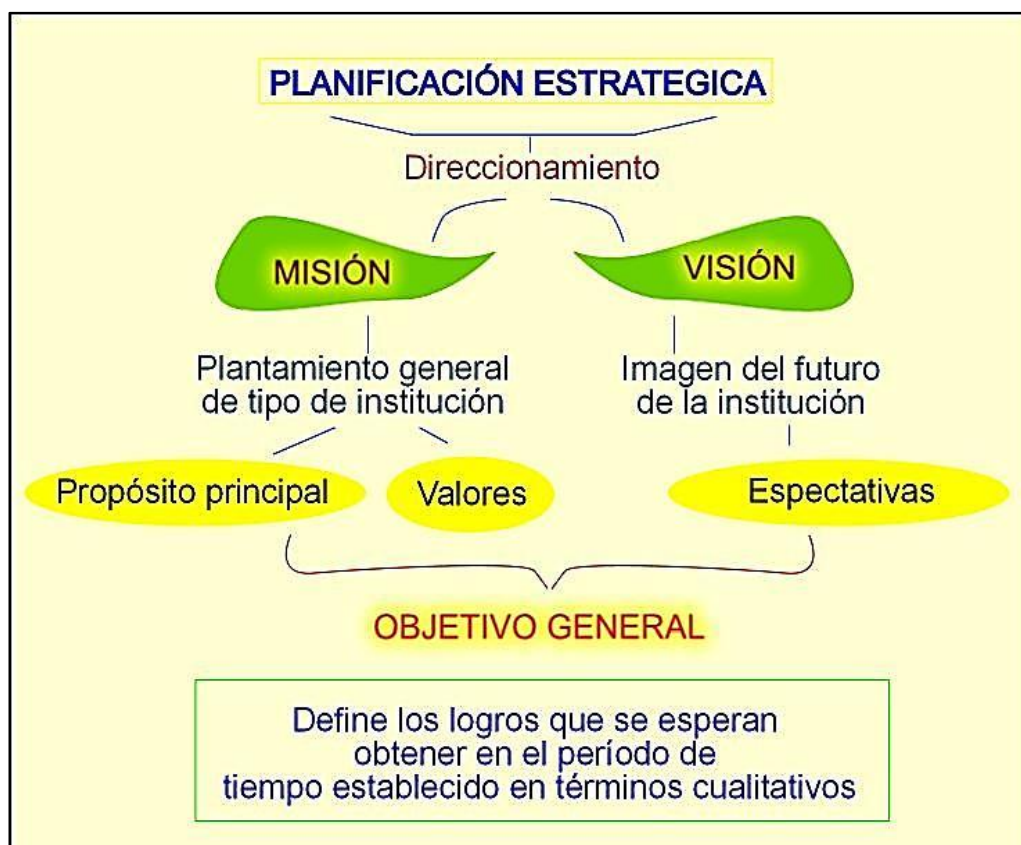 PLANIFICACIÓN ESTRATEGICA
Direccionamiento
MISIÓN
VISIÓN
Plantamiento general
de tipo de institución
Imagen del futuro
de la institución
Propósito principal
Valores
Espectativas
OBJETIVO GENERAL
Define los logros que se esperan
obtener en el período de
tiempo establecido en términos cualitativos